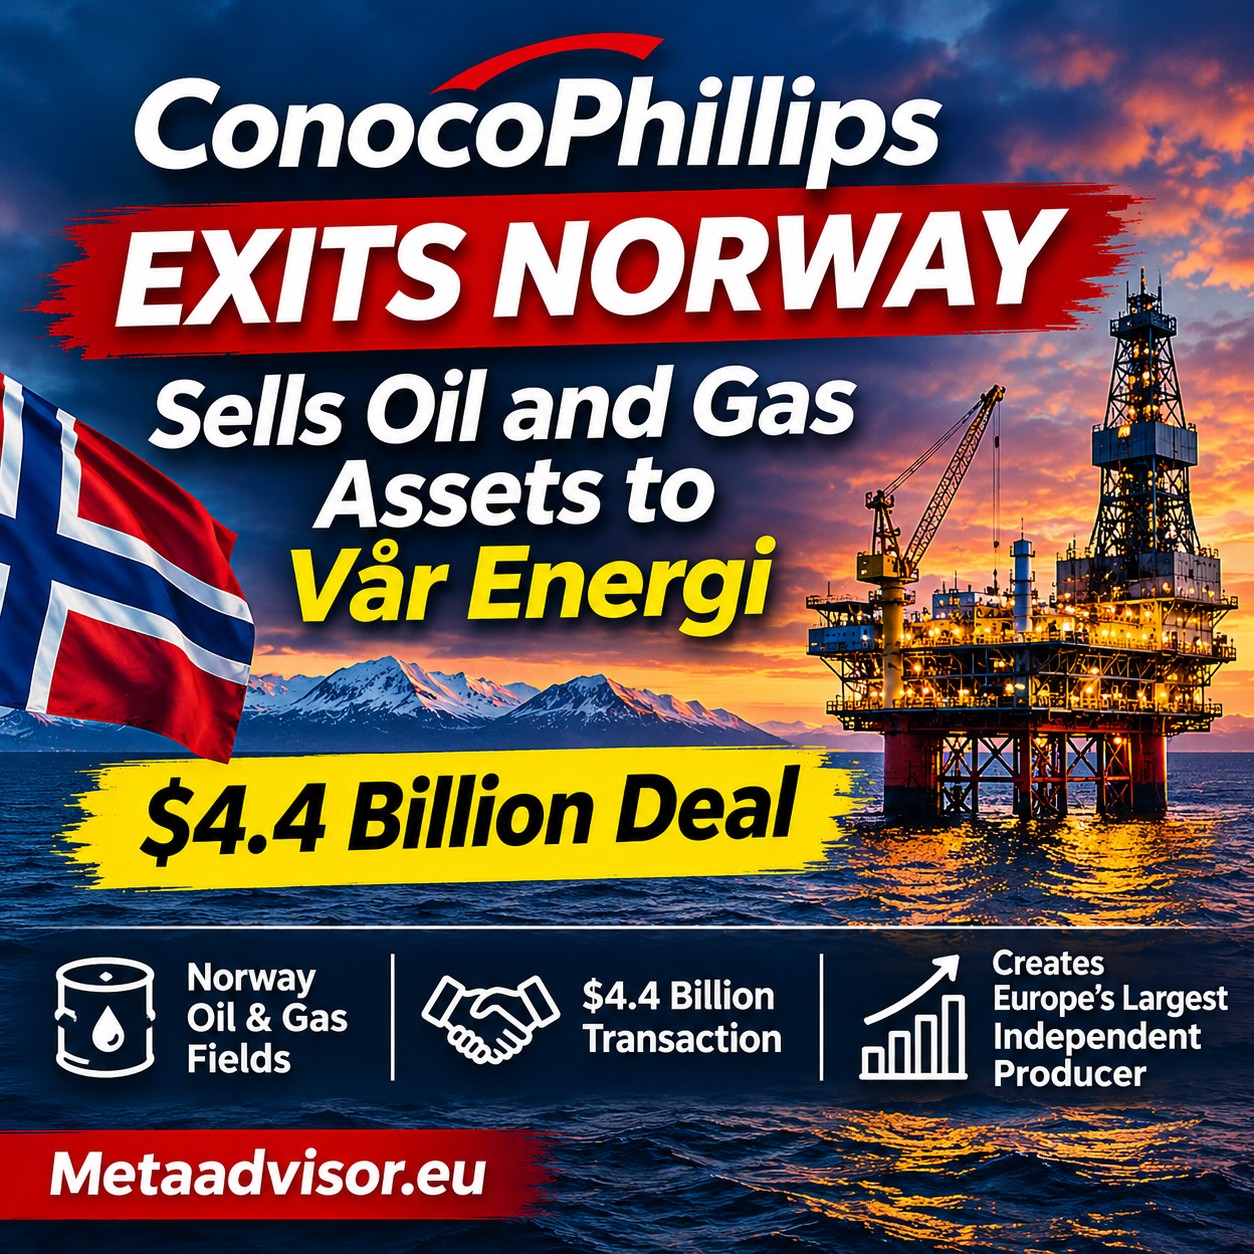 ConocoPhillips
EXITS NORWAY
Sells Oil and Gas
Assets to
Vår Energi
$4.4 Billion Deal
Norway
Oil & Gas
Fields
$4.4 Billion
Transaction
Creates
Europe's Largest
Independent
Producer
Metaadvisor.eu